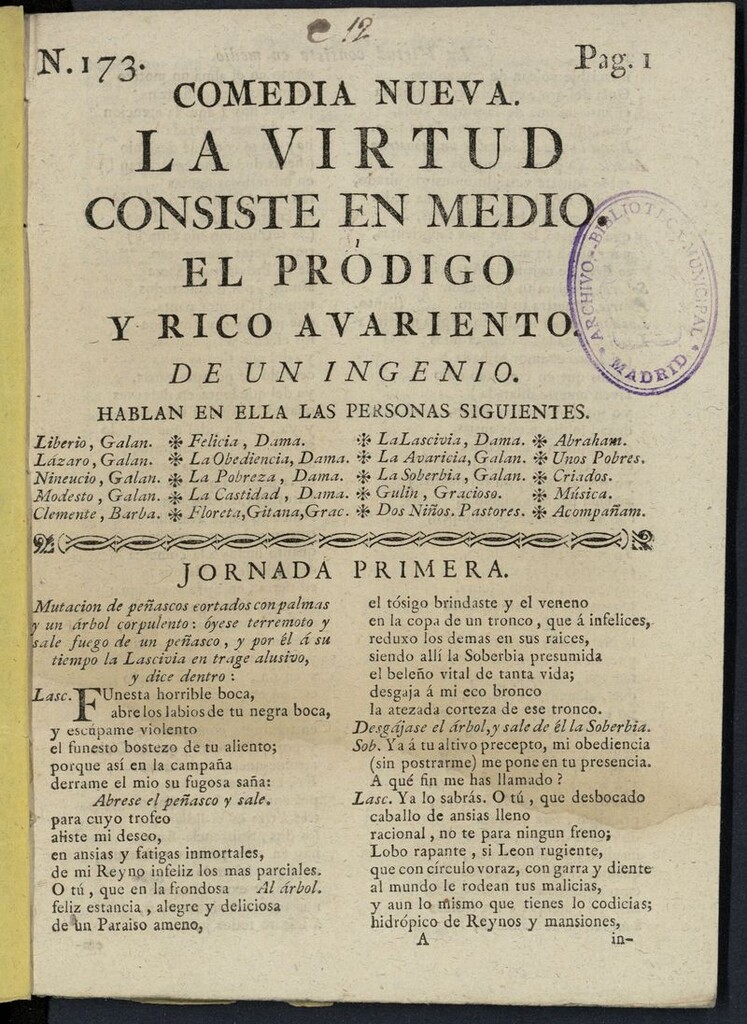 e 12
N. 173.
Pag. 1
COMEDIA NUEVA.
LA VIRTUD
CONSISTE EN MEDIO.
EL PRÓDIGO
Y RICO AVARIENTO.
DE UN INGENIO.
ARCHIVO--BIBLIOTECA MUNICIPAL * MADRID *
HABLAN EN ELLA LAS PERSONAS SIGUIENTES.
Liberio, Galan. ❉ Felicia, Dama. ❉ La Lascivia, Dama. ❉ Abraham.
Lázaro, Galan. ❉ La Obediencia, Dama. ❉ La Avaricia, Galan. ❉ Unos Pobres.
Nineucio, Galan. ❉ La Pobreza, Dama. ❉ La Soberbia, Galan. ❉ Criados.
Modesto, Galan. ❉ La Castidad, Dama. ❉ Gulin, Gracioso. ❉ Música.
Clemente, Barba. ❉ Floreta, Gitana, Grac. ❉ Dos Niños. Pastores. ❉ Acompañam.
JORNADA PRIMERA.
Mutacion de peñascos cortados con palmas
y un árbol corpulento: óyese terremoto y
sale fuego de un peñasco, y por él á su
tiempo la Lascivia en trage alusivo,
y dice dentro:
Lasc. FUnesta horrible boca,
abre los labios de tu negra boca,
y escúpame violento
el funesto bostezo de tu aliento;
porque así en la campaña
derrame el mio su fugosa saña:
Abrese el peñasco y sale.
para cuyo trofeo
aliste mi deseo,
en ansias y fatigas inmortales,
de mi Reyno infeliz los mas parciales.
O tú, que en la frondosa Al árbol.
feliz estancia, alegre y deliciosa
de un Paraiso ameno,
el tósigo brindaste y el veneno
en la copa de un tronco, que á infelices,
reduxo los demas en sus raices,
siendo allí la Soberbia presumida
el beleño vital de tanta vida;
desgaja á mi eco bronco
la atezada corteza de ese tronco.
Desgájase el árbol, y sale de él la Soberbia.
Sob. Ya á tu altivo precepto, mi obediencia
(sin postrarme) me pone en tu presencia.
A qué fin me has llamado?
Lasc. Ya lo sabrás. O tú, que desbocado
caballo de ansias lleno
racional, no te para ningun freno;
Lobo rapante, si Leon rugiente,
que con círculo voraz, con garra y diente
al mundo le rodean tus malicias,
y aun lo mismo que tienes lo codicias;
hidrópico de Reynos y mansiones,
A
in-